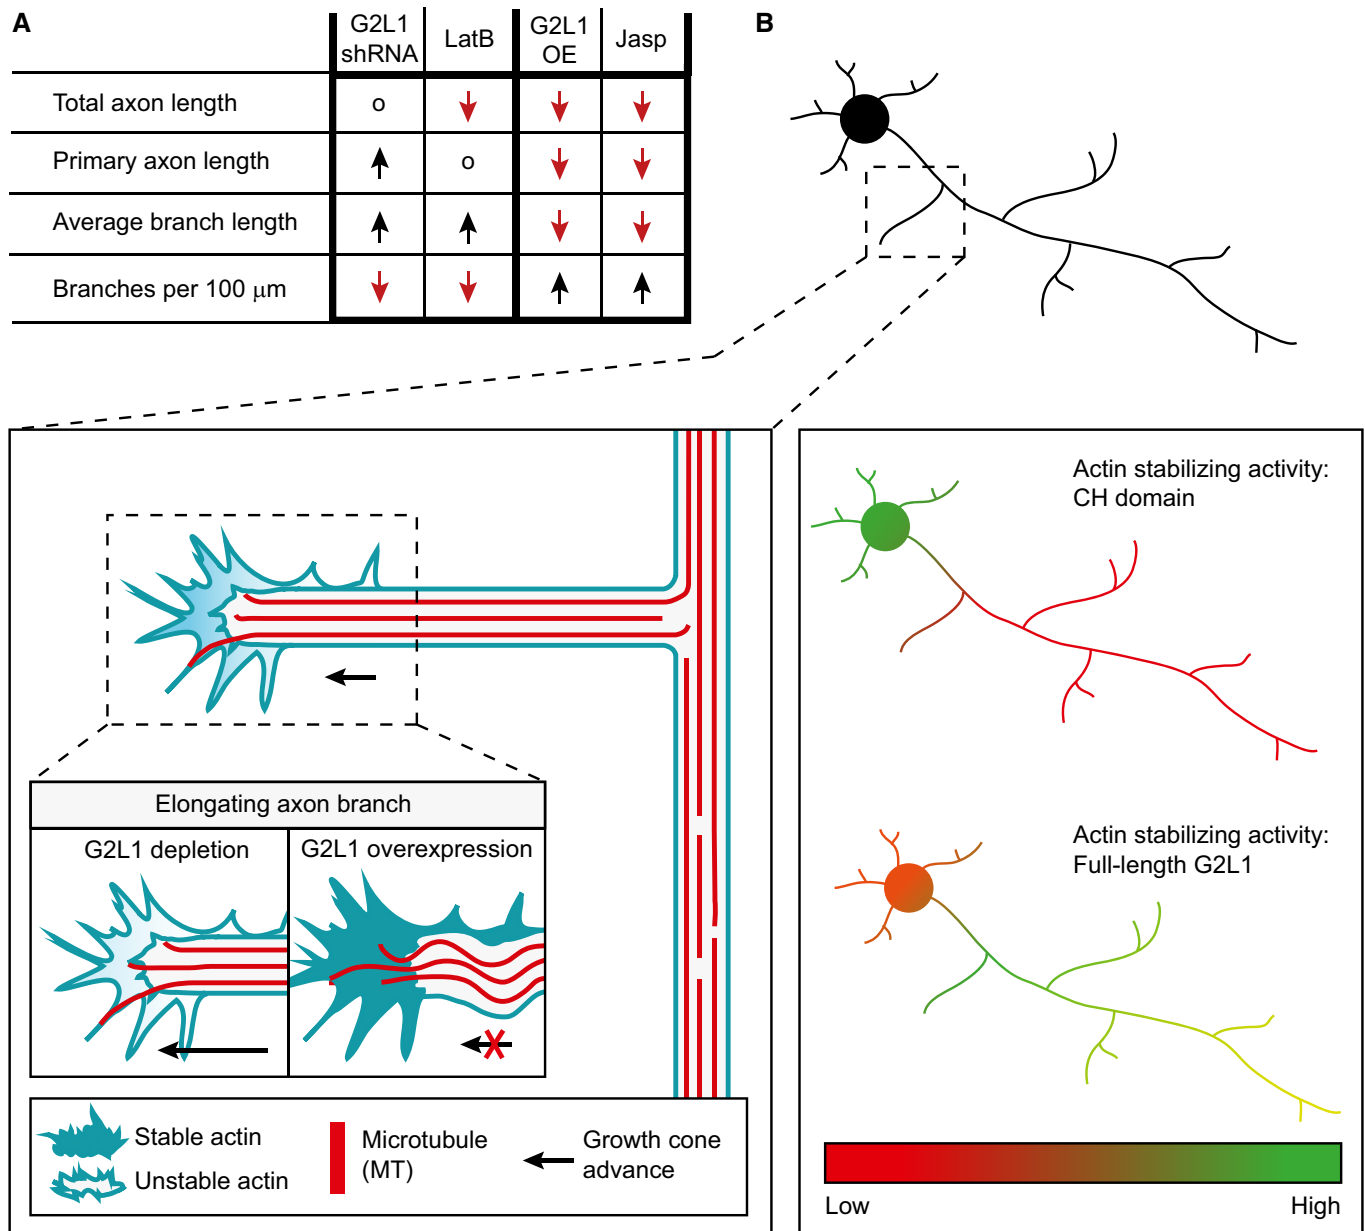 A
G2L1 shRNA
LatB
G2L1 OE
Jasp
Total axon length
o
Primary axon length
o
Average branch length
Branches per 100 μm
B
Elongating axon branch
G2L1 depletion
G2L1 overexpression
Stable actin
Unstable actin
Microtubule
(MT)
Growth cone
advance
Actin stabilizing activity:
CH domain
Actin stabilizing activity:
Full-length G2L1
Low
High